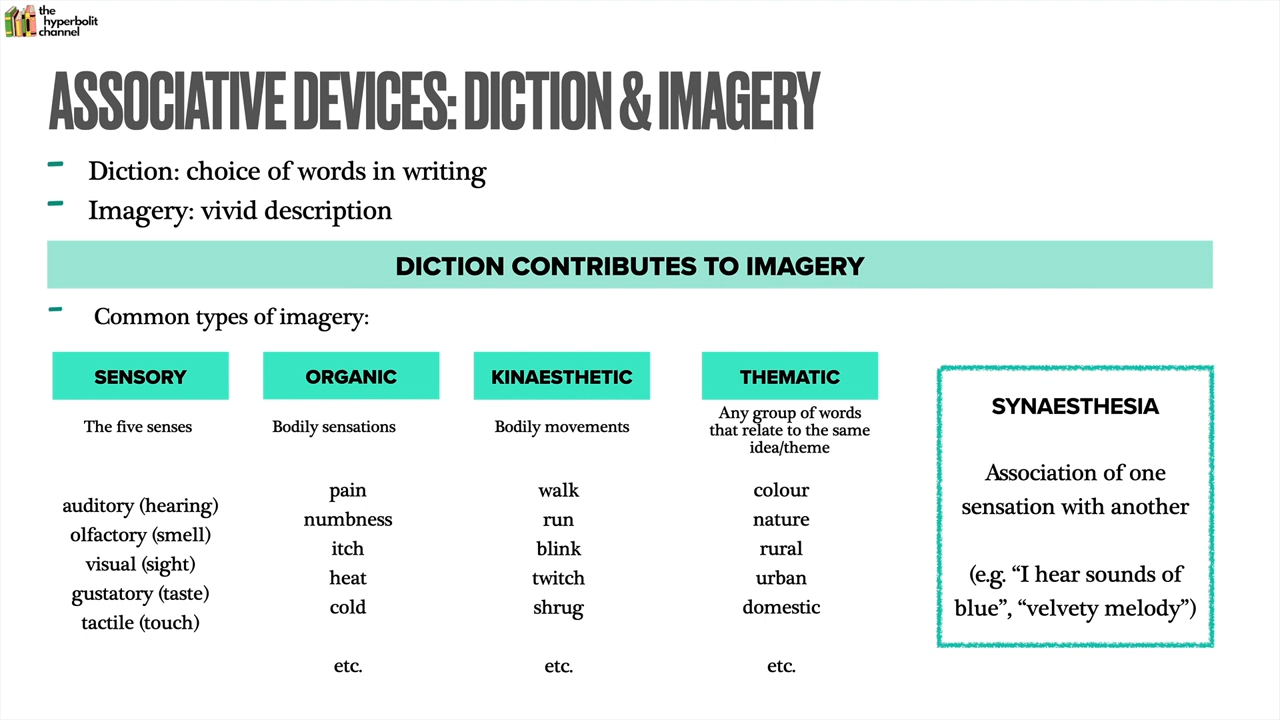 the
hyperbolit
channel
ASSOCIATIVE DEVICES: DICTION & IMAGERY
Diction: choice of words in writing
Imagery: vivid description
DICTION CONTRIBUTES TO IMAGERY
Common types of imagery:
SENSORY
The five senses
auditory (hearing)
olfactory (smell)
visual (sight)
gustatory (taste)
tactile (touch)
ORGANIC
Bodily sensations
pain
numbness
itch
heat
cold
etc.
KINAESTHETIC
Bodily movements
walk
run
blink
twitch
shrug
etc.
THEMATIC
Any group of words
that relate to the same
idea/theme
colour
nature
rural
urban
domestic
etc.
SYNAESTHESIA
Association of one
sensation with another
(e.g. “I hear sounds of
blue”, “velvety melody”)